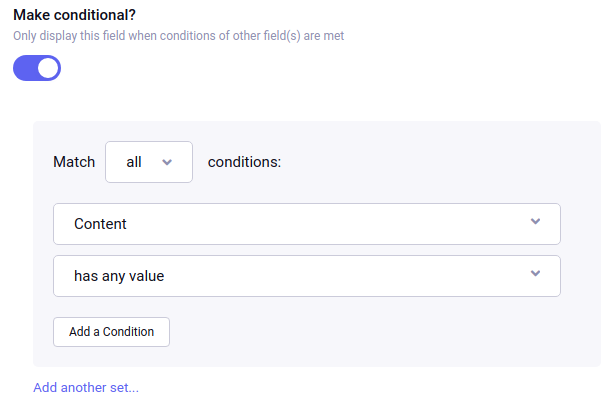 Make conditional?
Only display this field when conditions of other field(s) are met
Match all conditions:
Content
has any value
Add a Condition
Add another set...